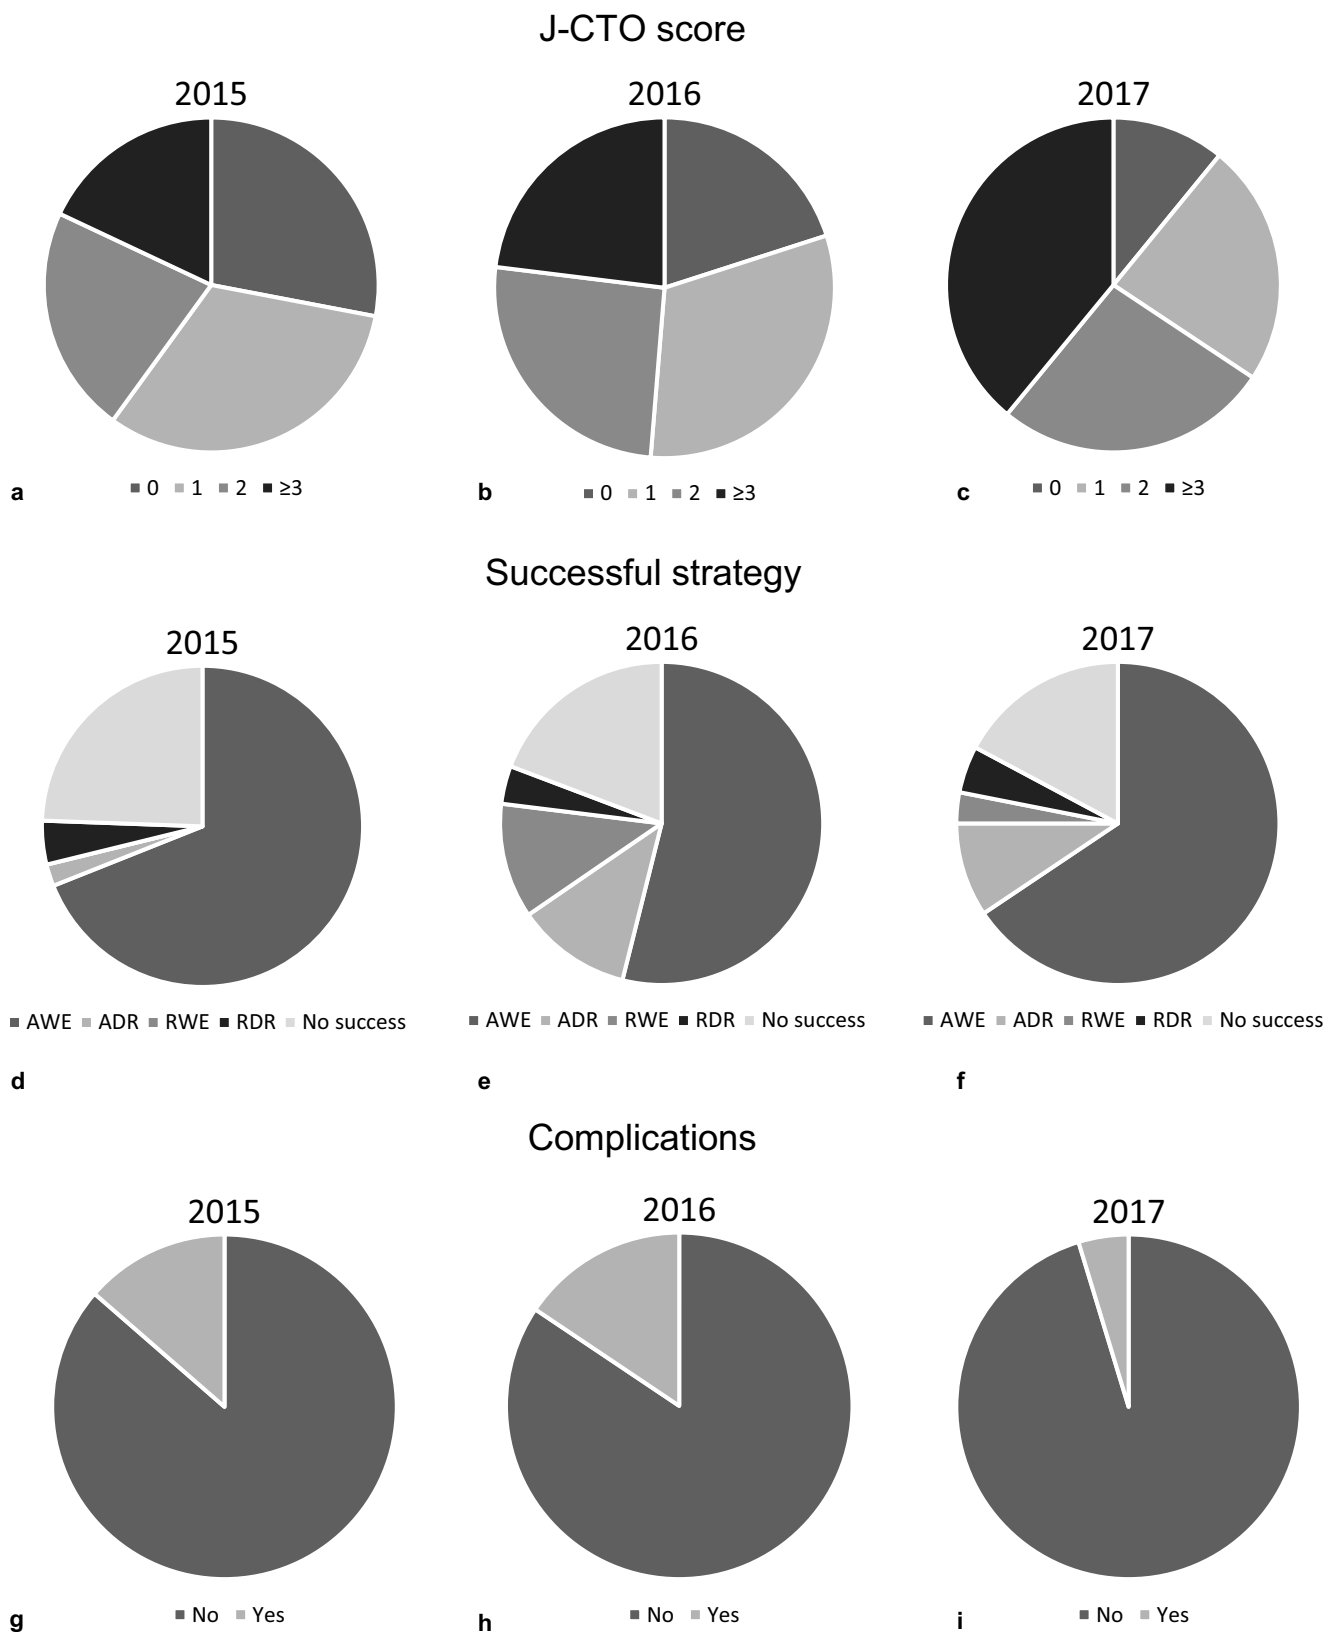 J-CTO score
2015 2016 2017
a ■ 0 ■ 1 ■ 2 ■ ≥3 b ■ 0 ■ 1 ■ 2 ■ ≥3 c ■ 0 ■ 1 ■ 2 ■ ≥3
Successful strategy
2015 2016 2017
■ AWE ■ ADR ■ RWE ■ RDR ■ No success ■ AWE ■ ADR ■ RWE ■ RDR ■ No success ■ AWE ■ ADR ■ RWE ■ RDR ■ No success
d e f
Complications
2015 2016 2017
g ■ No ■ Yes h ■ No ■ Yes i ■ No ■ Yes